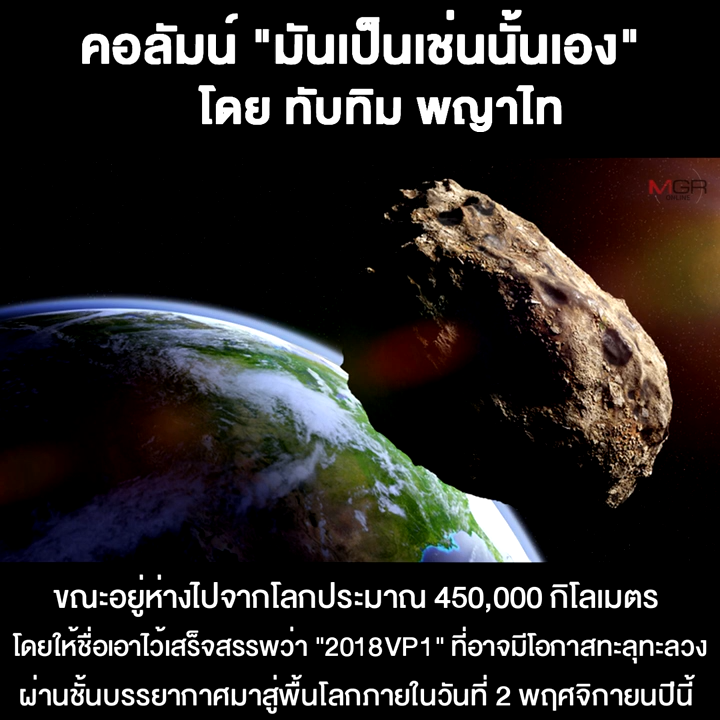 คอลัมน์ "มันเป็นเช่นนั้นเอง"
โดย ทับทิม พญาไท
MGR
ONLINE
ขณะอยู่ห่างไปจากโลกประมาณ 450,000 กิโลเมตร
โดยให้ชื่อเอาไว้เสร็จสรรพว่า "2018VP1" ที่อาจมีโอกาสทะลุทะลวง
ผ่านชั้นบรรยากาศมาสู่พื้นโลกภายในวันที่ 2 พฤศจิกายนปีนี้